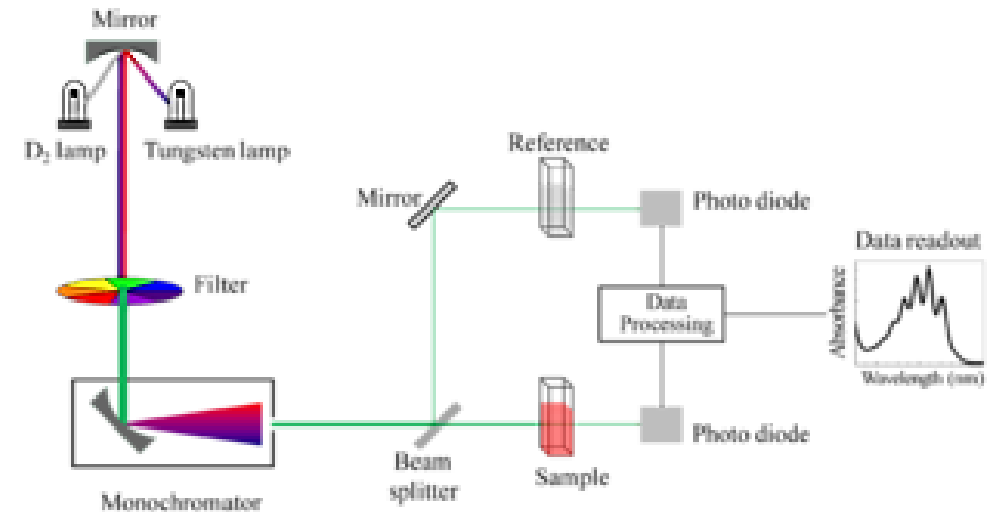 Mirror
D₂ lamp
Tungsten lamp
Filter
Monochromator
Mirror
Beam
splitter
Reference
Sample
Photo diode
Data
Processing
Photo diode
Data readout
Absorbance
Wavelength (nm)